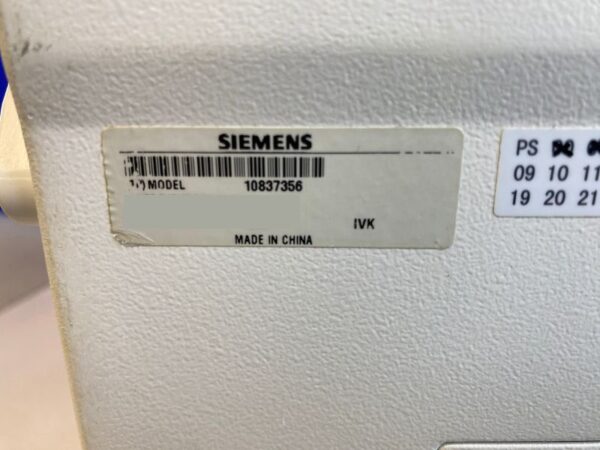 SIEMENS
MODEL 10837356
IVK
MADE IN CHINA
PS
09 10 11
19 20 21